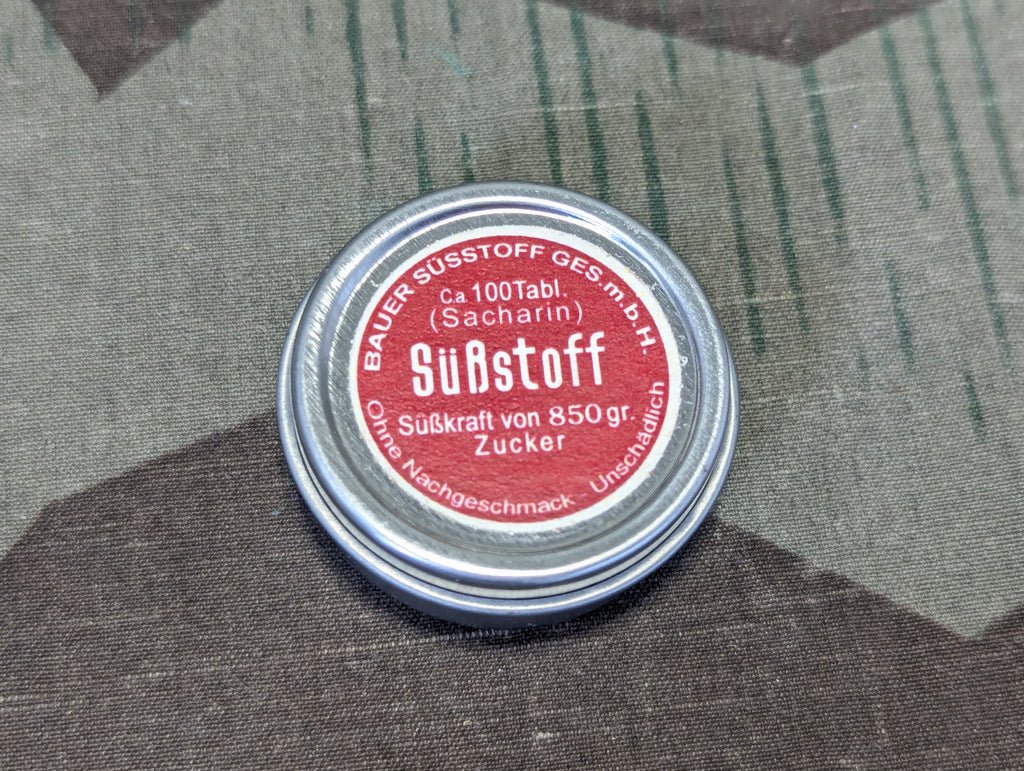 BAUER SÜSSTOFF GES.m.b.H.
Ca. 100Tabl.
(Sacharin)
Süßstoff
Süßkraft von 850gr.
Zucker
Ohne Nachgeschmack - Unschädlich